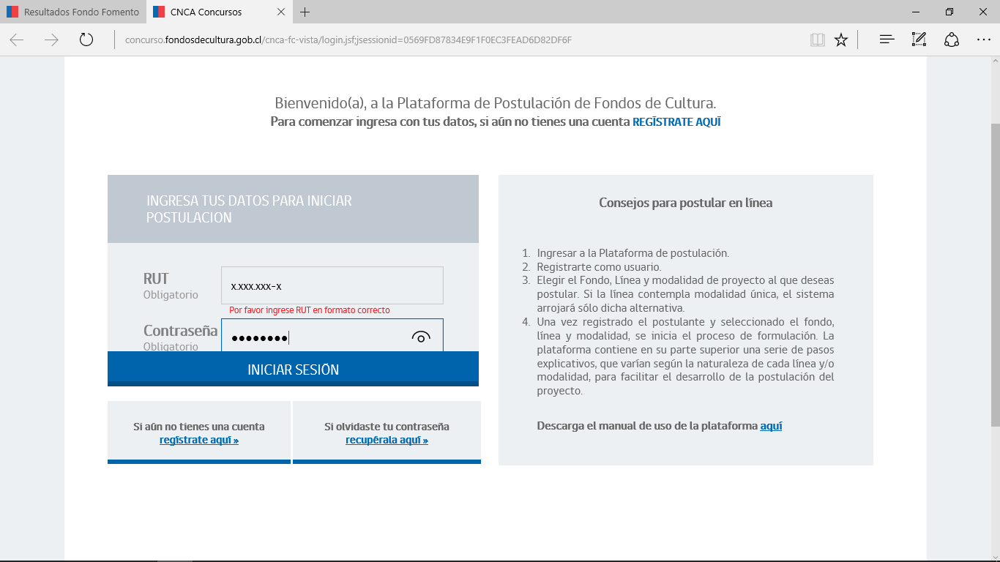 Resultados Fondo Fomento
CNCA Concursos
concurso.fondosdecultura.gob.cl/cnca-fc-vista/login.jsf;jsessionid=0569FD87834E9F1F0EC3FEAD6D82DF6F
Bienvenido(a), a la Plataforma de Postulación de Fondos de Cultura.
Para comenzar ingresa con tus datos, si aún no tienes una cuenta REGÍSTRATE AQUÍ
INGRESA TUS DATOS PARA INICIAR
POSTULACION
RUT
Obligatorio
x.xxx.xxx-x
Por favor ingrese RUT en formato correcto
Contraseña
Obligatorio
INICIAR SESIÓN
Si aún no tienes una cuenta
regístrate aquí »
Si olvidaste tu contraseña
recupérala aquí »
Consejos para postular en línea
1. Ingresar a la Plataforma de postulación.
2. Registrarte como usuario.
3. Elegir el Fondo, Línea y modalidad de proyecto al que deseas
postular. Si la línea contempla modalidad única, el sistema
arrojará sólo dicha alternativa.
4. Una vez registrado el postulante y seleccionado el fondo,
línea y modalidad, se inicia el proceso de formulación. La
plataforma contiene en su parte superior una serie de pasos
explicativos, que varían según la naturaleza de cada línea y/o
modalidad, para facilitar el desarrollo de la postulación del
proyecto.
Descarga el manual de uso de la plataforma aquí